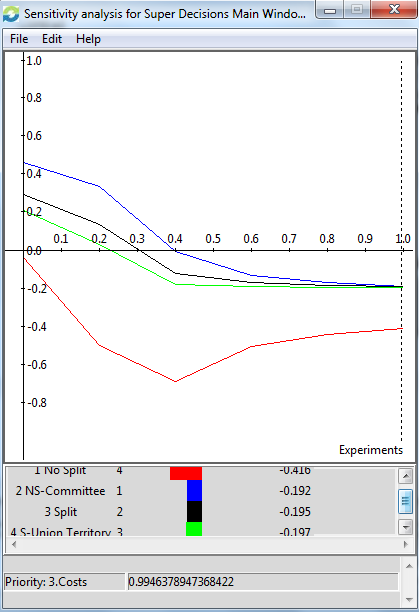 Sensitivity analysis for Super Decisions Main Windo...
File Edit Help
1.0
0.8
0.6
0.4
0.2
0.0
0.1 0.2 0.3 0.4 0.5 0.6 0.7 0.8 0.9 1.0
-0.2
-0.4
-0.6
-0.8
Experiments
1 No Split 4 -0.416
2 NS-Committee 1 -0.192
3 Split 2 -0.195
4 S-Union Territory 3 -0.197
Priority: 3.Costs 0.9946378947368422